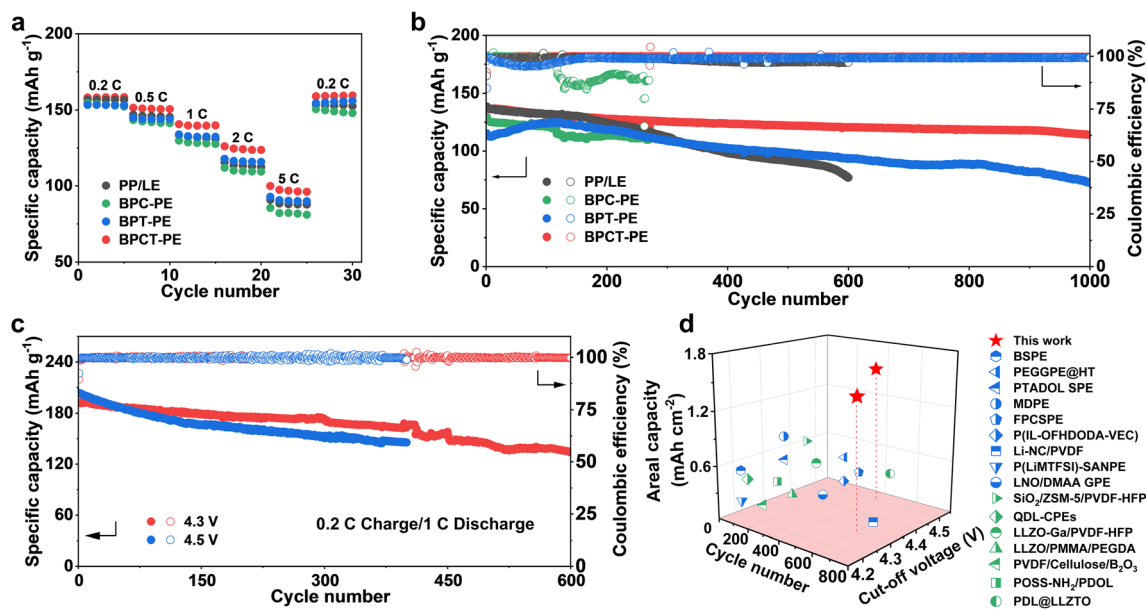 a
Specific capacity (mAh g⁻¹)
200
150
100
50
0.2 C
0.5 C
1 C
2 C
5 C
0.2 C
PP/LE
BPC-PE
BPT-PE
BPCT-PE
0 10 20 30
Cycle number
b
Specific capacity (mAh g⁻¹)
200
175
150
125
100
75
50
PP/LE
BPC-PE
BPT-PE
BPCT-PE
0 200 400 600 800 1000
Cycle number
100
75
50
25
0
Coulombic efficiency (%)
c
Specific capacity (mAh g⁻¹)
240
210
180
150
120
90
60
0.2 C Charge/1 C Discharge
4.3 V
4.5 V
0 150 300 450 600
Cycle number
100
75
50
25
0
Coulombic efficiency (%)
d
Areal capacity
(mAh cm⁻²)
1.8
1.2
0.6
0
200 400 600 800
Cycle number
4.2 4.3 4.4 4.5
Cut-off voltage (V)
This work
BSPE
PEGGPE@HT
PTADOL SPE
MDPE
FPCSPE
P(IL-OFHDODA-VEC)
Li-NC/PVDF
P(LiMTFSI)-SANPE
LNO/DMAA GPE
SiO₂/ZSM-5/PVDF-HFP
QDL-CPEs
LLZO-Ga/PVDF-HFP
LLZO/PMMA/PEGDA
PVDF/Cellulose/B₂O₃
POSS-NH₂/PDOL
PDL@LLZTO